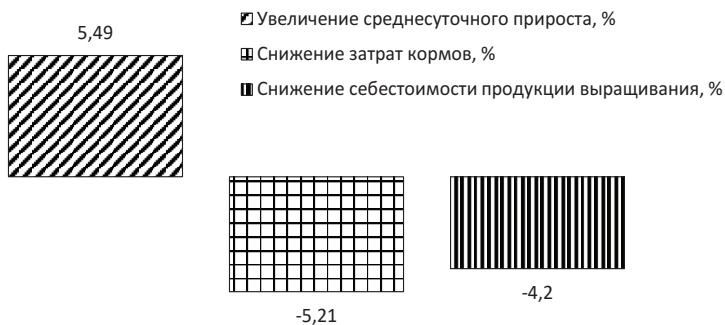 5,49
Увеличение среднесуточного прироста, %
Снижение затрат кормов, %
Снижение себестоимости продукции выращивания, %
-5,21
-4,2